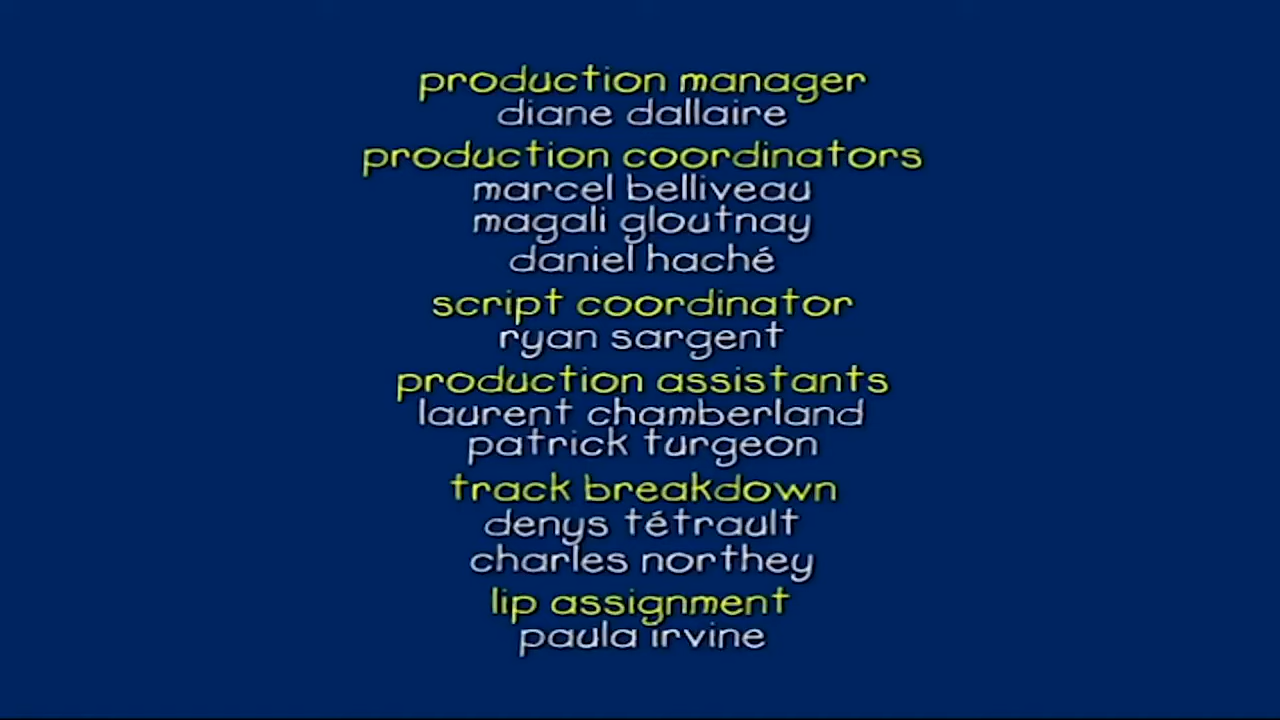 production manager
diane dallaire
production coordinators
marcel belliveau
magali gloutnay
daniel haché
script coordinator
ryan sargent
production assistants
laurent chamberland
patrick turgeon
track breakdown
denys tétrault
charles northey
lip assignment
paula irvine